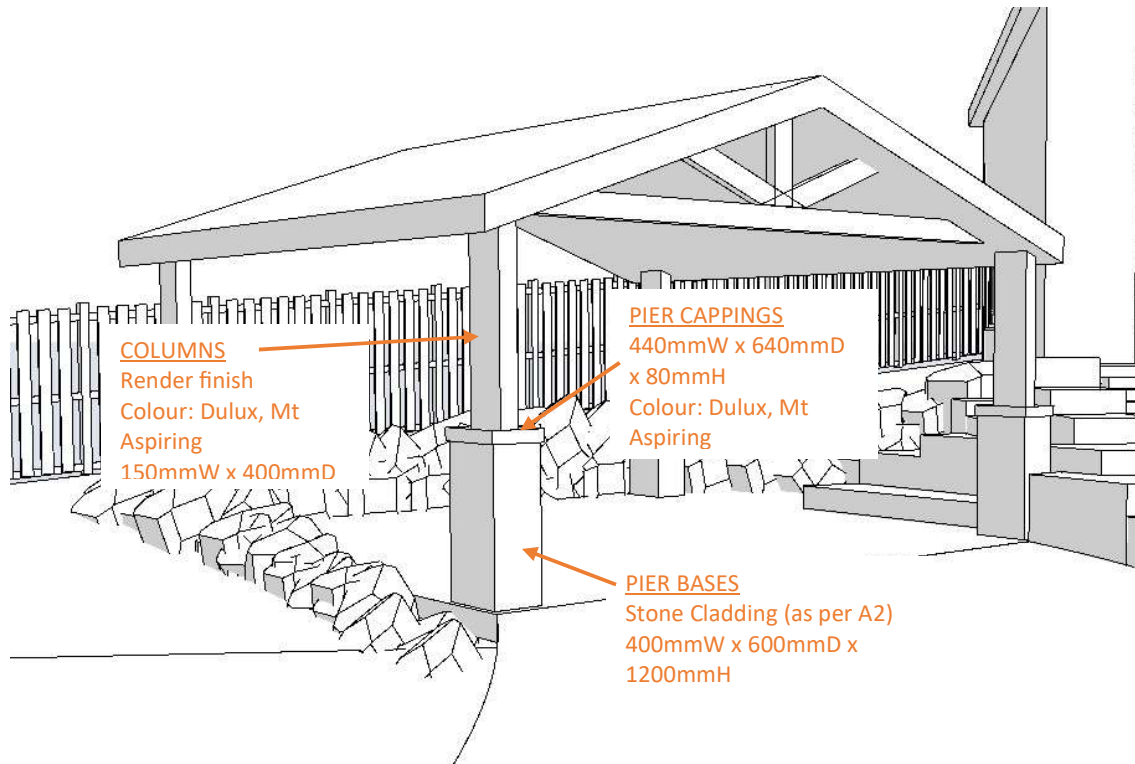 COLUMNS
Render finish
Colour: Dulux, Mt
Aspiring
150mmW x 400mmD
PIER CAPPINGS
440mmW x 640mmD
x 80mmH
Colour: Dulux, Mt
Aspiring
PIER BASES
Stone Cladding (as per A2)
400mmW x 600mmD x
1200mmH